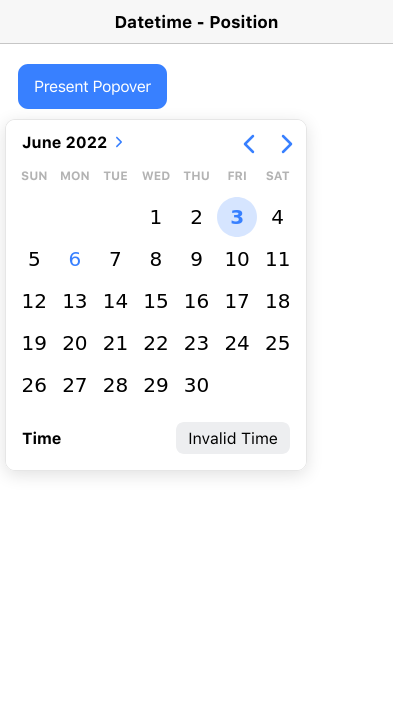 Datetime - Position
Present Popover
June 2022
SUN MON TUE WED THU FRI SAT
1 2 3 4
5 6 7 8 9 10 11
12 13 14 15 16 17 18
19 20 21 22 23 24 25
26 27 28 29 30
Time Invalid Time